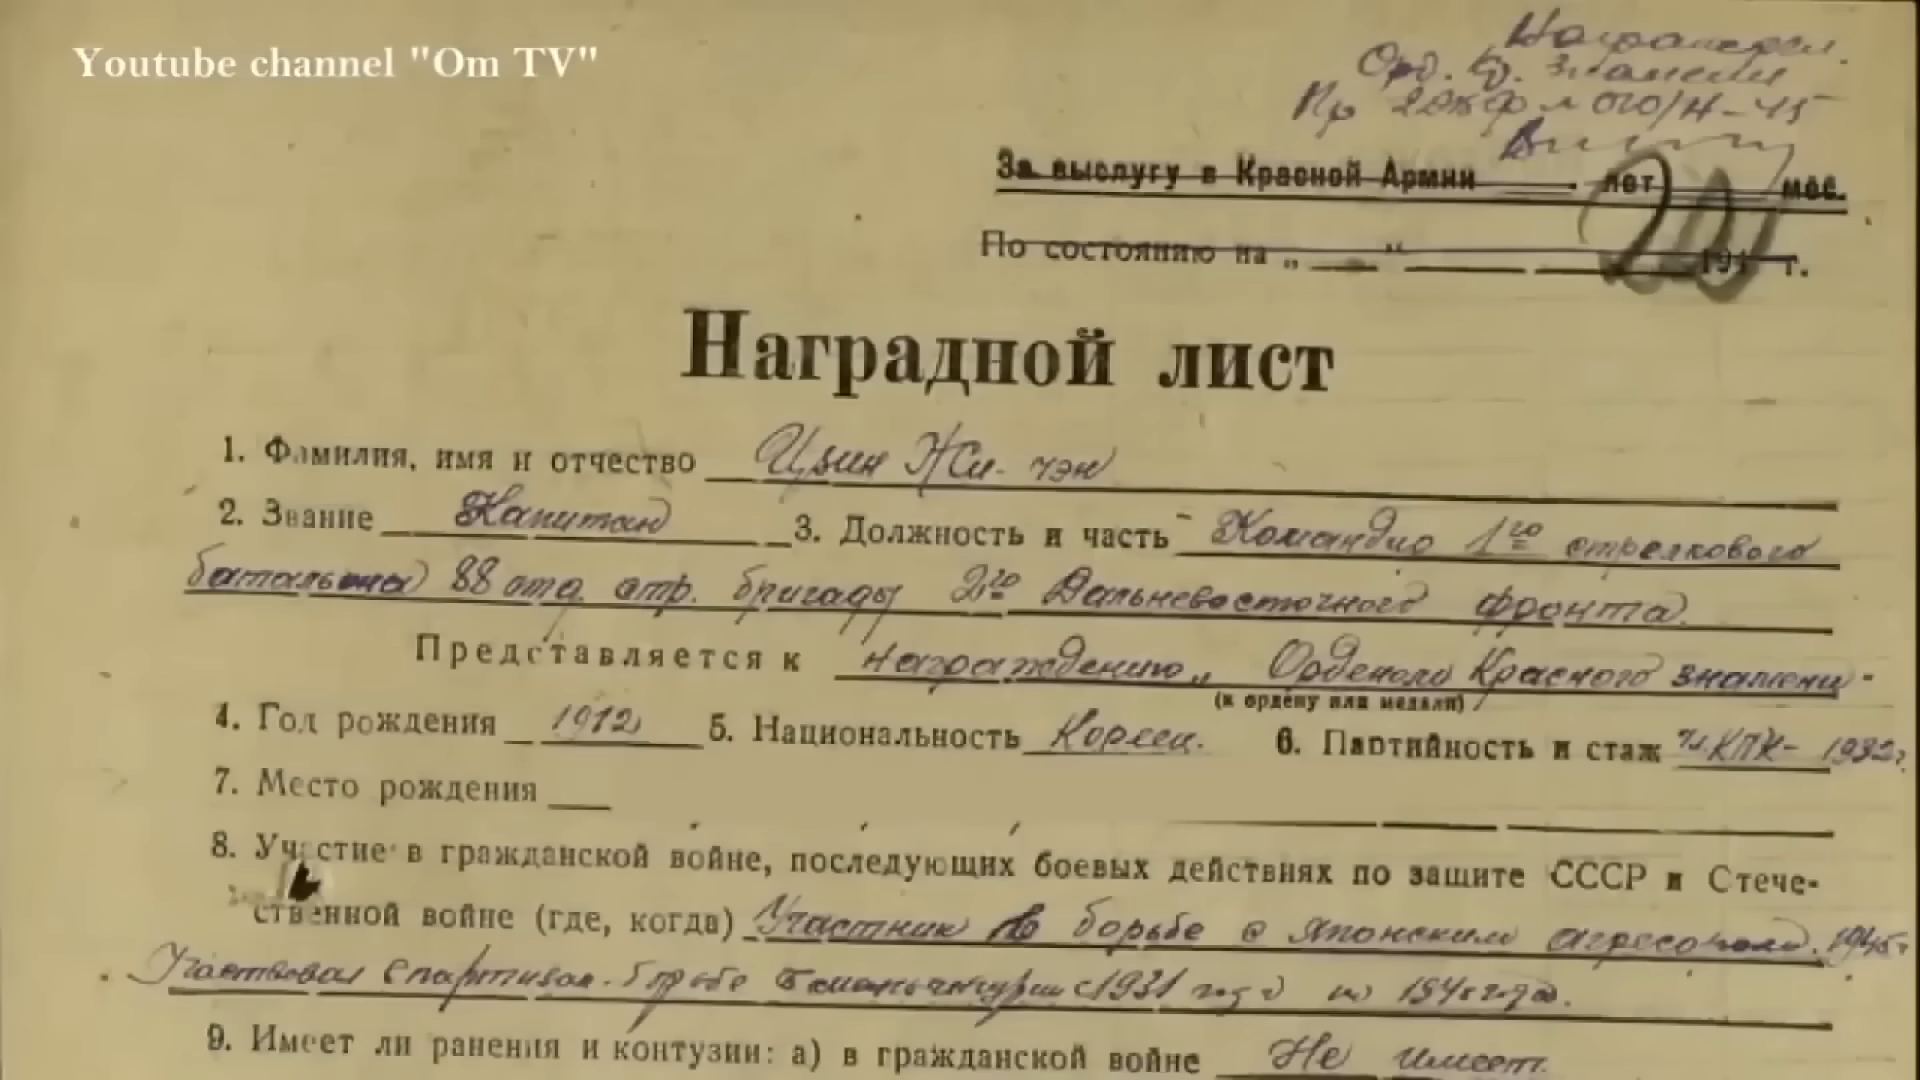 Youtube channel "Om TV"
Награжден
Орд. Кр. Знамени
Пр 2 ДВФ № 010/Н-45
За выслугу в Красной Армии лет мес.
По состоянию на „ “ 194 г.
Наградной лист
1. Фамилия, имя и отчество Цзин Жи-чэн
2. Звание Капитан 3. Должность и часть Командир 1го стрелкового
батальона 88 отд. стр. бригады 2го Дальневосточного фронта.
Представляется к награждению „Орденом Красного знамени
(к ордену или медали)
4. Год рождения 1912 5. Национальность Кореец. 6. Партийность и стаж Чл. КПК - 1932г.
7. Место рождения
8. Участие в гражданской войне, последующих боевых действиях по защите СССР и Отече-
ственной войне (где, когда) Участник в борьбе с японским агрессором. 1945г
Участвовал в партизан. борьбе в Маньчжурии с 1931 года по
9. Имеет ли ранения и контузии: а) в гражданской войне Не имеет.